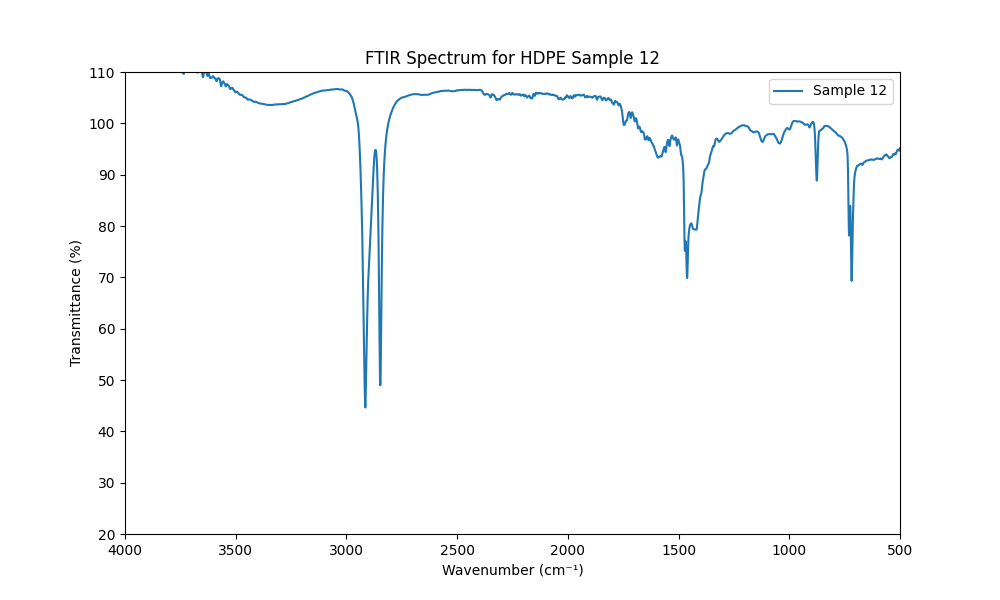 FTIR Spectrum for HDPE Sample 12
Sample 12
110
100
90
80
70
60
50
40
30
20
Transmittance (%)
4000 3500 3000 2500 2000 1500 1000 500
Wavenumber (cm⁻¹)